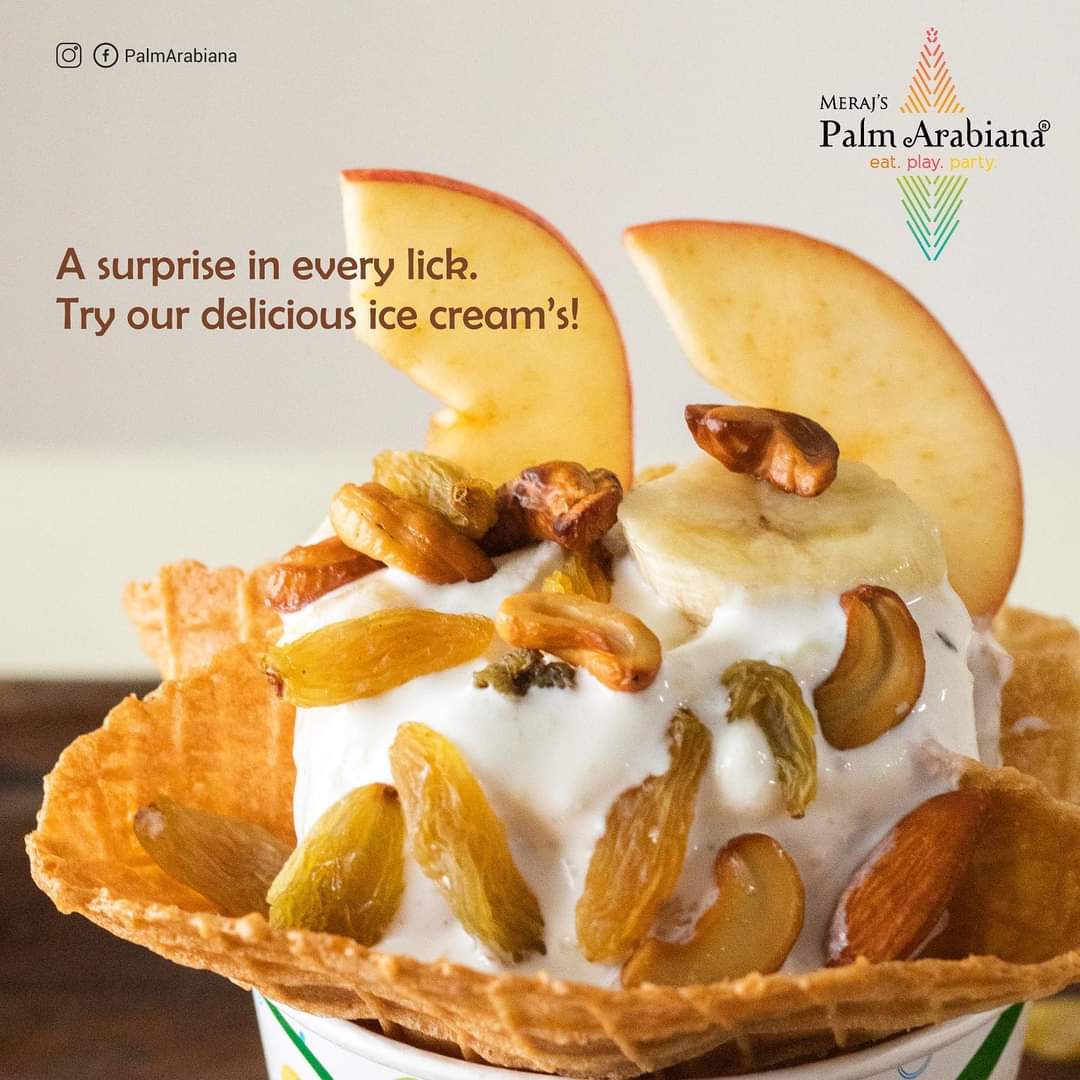 PalmArabiana
MERAJ'S
Palm Arabiana®
eat. play. party.
A surprise in every lick.
Try our delicious ice cream's!